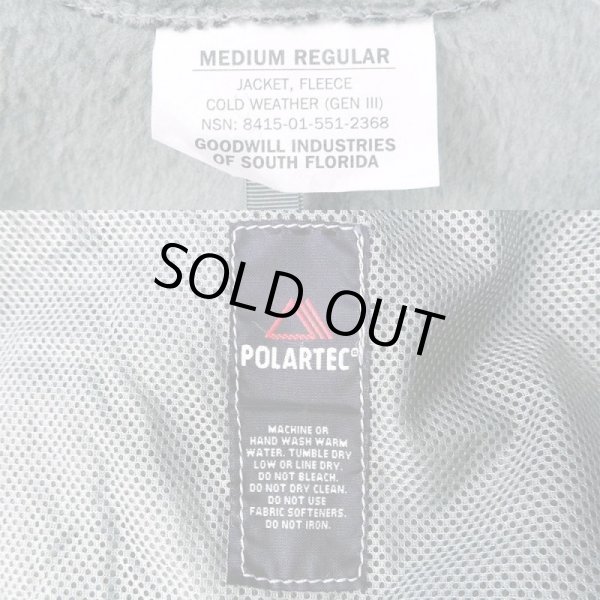 MEDIUM REGULAR
JACKET, FLEECE
COLD WEATHER (GEN III)
NSN: 8415-01-551-2368
GOODWILL INDUSTRIES
OF SOUTH FLORIDA
SOLD OUT
POLARTEC®
MACHINE OR
HAND WASH WARM
WATER. TUMBLE DRY
LOW OR LINE DRY.
DO NOT BLEACH.
DO NOT DRY CLEAN.
DO NOT USE
FABRIC SOFTENERS.
DO NOT IRON.